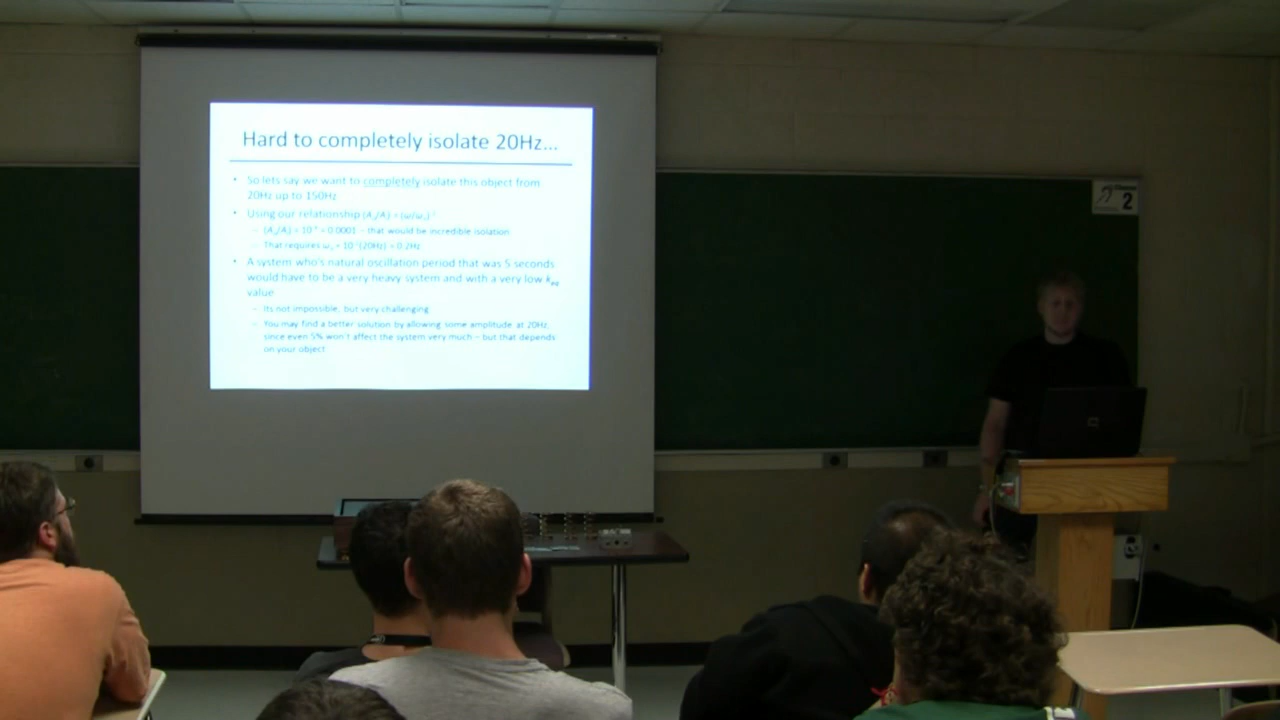 Hard to completely isolate 20Hz...
• So lets say we want to completely isolate this object from
20Hz up to 150Hz
• Using our relationship
– that would be incredible isolation
– That requires
• A system who's natural oscillation period that was 5 seconds
would have to be a very heavy system and with a very low keq
value
– Its not impossible, but very challenging
– You may find a better solution by allowing some amplitude at 20Hz,
since even 5% won't affect the system very much – but that depends
on your object
2